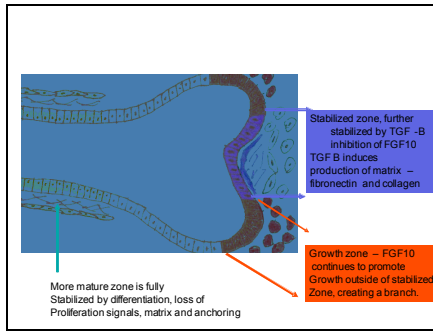 Stabilized zone, further
stabilized by TGF -B
inhibition of FGF10
TGF B induces
production of matrix –
fibronectin and collagen
Growth zone – FGF10
continues to promote
Growth outside of stabilized
Zone, creating a branch.
More mature zone is fully
Stabilized by differentiation, loss of
Proliferation signals, matrix and anchoring